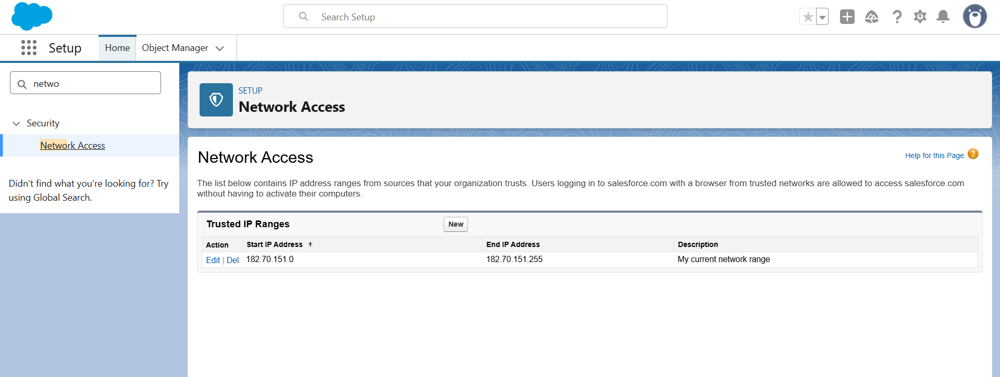 Search Setup
Setup
Home
Object Manager
netwo
Security
Network Access
Didn't find what you're looking for? Try
using Global Search.
SETUP
Network Access
Network Access
Help for this Page
The list below contains IP address ranges from sources that your organization trusts. Users logging in to salesforce.com with a browser from trusted networks are allowed to access salesforce.com
without having to activate their computers.
Trusted IP Ranges
New
Action Start IP Address End IP Address Description
Edit | Del 182.70.151.0 182.70.151.255 My current network range